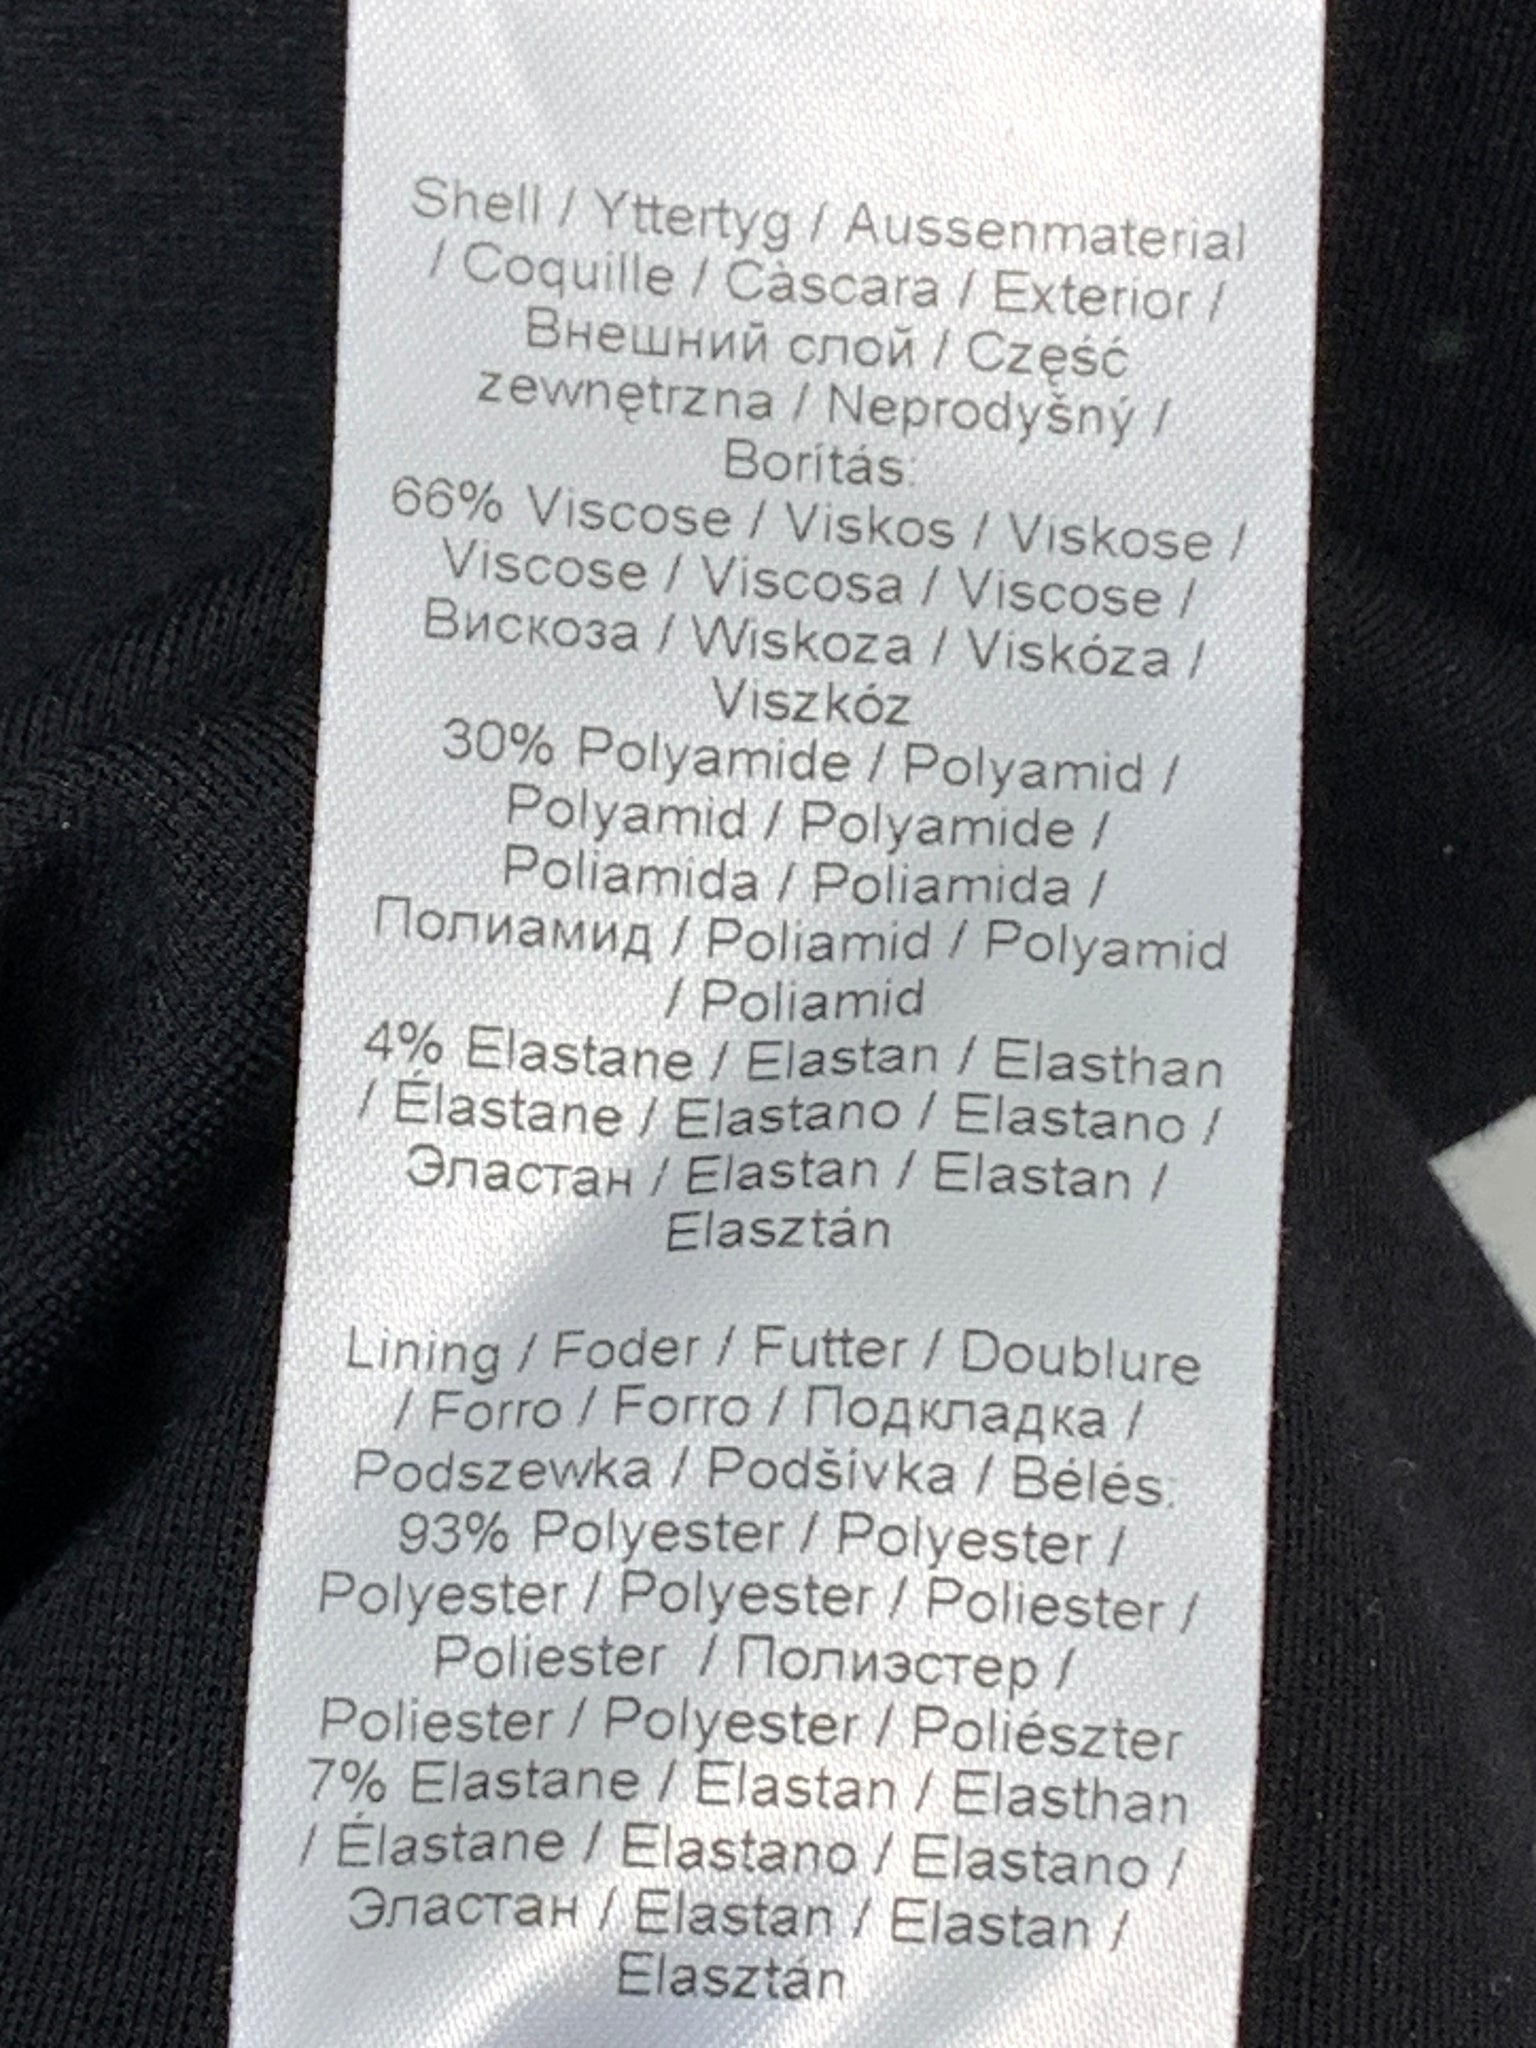 Shell / Yttertyg / Aussenmaterial
/ Coquille / Càscara / Exterior /
Внешний слой / Część
zewnętrzna / Neprodyšný /
Borítás:
66% Viscose / Viskos / Viskose /
Viscose / Viscosa / Viscose /
Вискоза / Wiskoza / Viskóza /
Viszkóz
30% Polyamide / Polyamid /
Polyamid / Polyamide /
Poliamida / Poliamida /
Полиамид / Poliamid / Polyamid
/ Poliamid
4% Elastane / Elastan / Elasthan
/ Élastane / Elastano / Elastano /
Эластан / Elastan / Elastan /
Elasztán
Lining / Foder / Futter / Doublure
/ Forro / Forro / Подкладка /
Podszewka / Podšívka / Bélés:
93% Polyester / Polyester /
Polyester / Polyester / Poliester /
Poliester / Полиэстер /
Poliester / Polyester / Poliészter
7% Elastane / Elastan / Elasthan
/ Élastane / Elastano / Elastano /
Эластан / Elastan / Elastan /
Elasztán